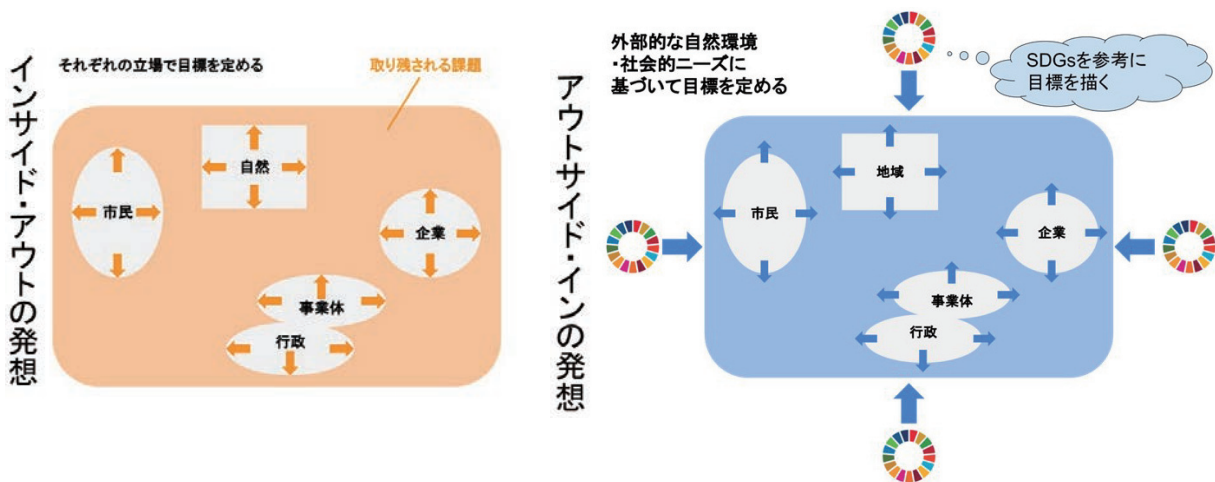 インサイド・アウトの発想
それぞれの立場で目標を定める
取り残される課題
自然
市民
企業
事業体
行政
アウトサイド・インの発想
外部的な自然環境
・社会的ニーズに
基づいて目標を定める
SDGsを参考に
目標を描く
地域
市民
企業
事業体
行政